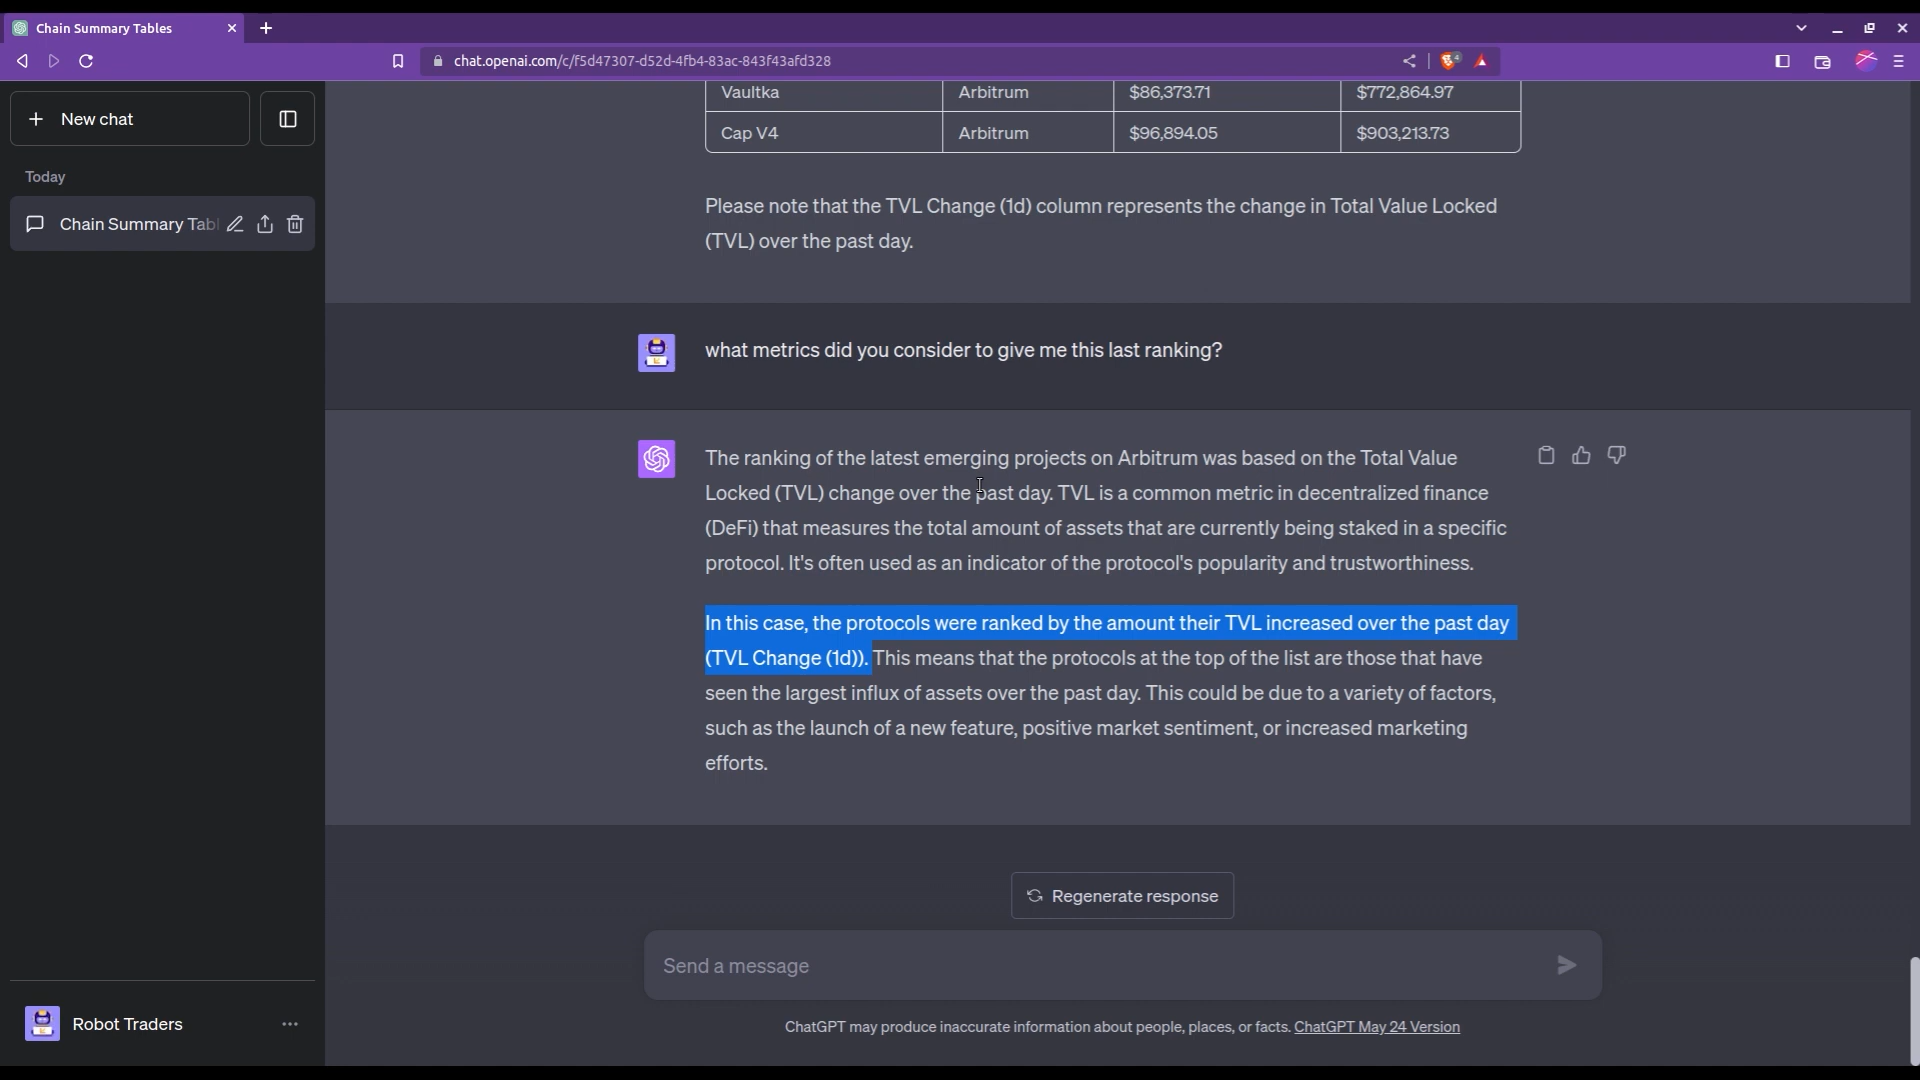 Chain Summary Tables
chat.openai.com/c/f5d47307-d52d-4fb4-83ac-843f43afd328
4
New chat
Today
Chain Summary Tabl
Vaultka Arbitrum $86,373.71 $772,864.97
Cap V4 Arbitrum $96,894.05 $903,213.73
Please note that the TVL Change (1d) column represents the change in Total Value Locked
(TVL) over the past day.
what metrics did you consider to give me this last ranking?
The ranking of the latest emerging projects on Arbitrum was based on the Total Value
Locked (TVL) change over the past day. TVL is a common metric in decentralized finance
(DeFi) that measures the total amount of assets that are currently being staked in a specific
protocol. It's often used as an indicator of the protocol's popularity and trustworthiness.
In this case, the protocols were ranked by the amount their TVL increased over the past day
(TVL Change (1d)). This means that the protocols at the top of the list are those that have
seen the largest influx of assets over the past day. This could be due to a variety of factors,
such as the launch of a new feature, positive market sentiment, or increased marketing
efforts.
Regenerate response
Send a message
Robot Traders
ChatGPT may produce inaccurate information about people, places, or facts. ChatGPT May 24 Version